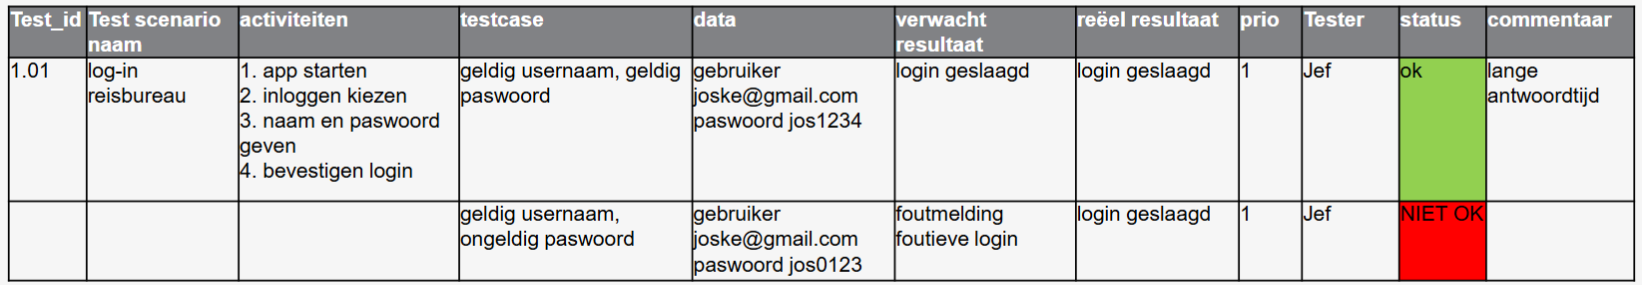 Test_id Test scenario naam activiteiten testcase data verwacht resultaat reëel resultaat prio Tester status commentaar
1.01
log-in
reisbureau
1. app starten
2. inloggen kiezen
3. naam en paswoord
geven
4. bevestigen login
geldig usernaam, geldig
paswoord
gebruiker
joske@gmail.com
paswoord jos1234
login geslaagd
login geslaagd
1
Jef
ok
lange
antwoordtijd
geldig usernaam,
ongeldig paswoord
gebruiker
joske@gmail.com
paswoord jos0123
foutmelding
foutieve login
login geslaagd
1
Jef
NIET OK